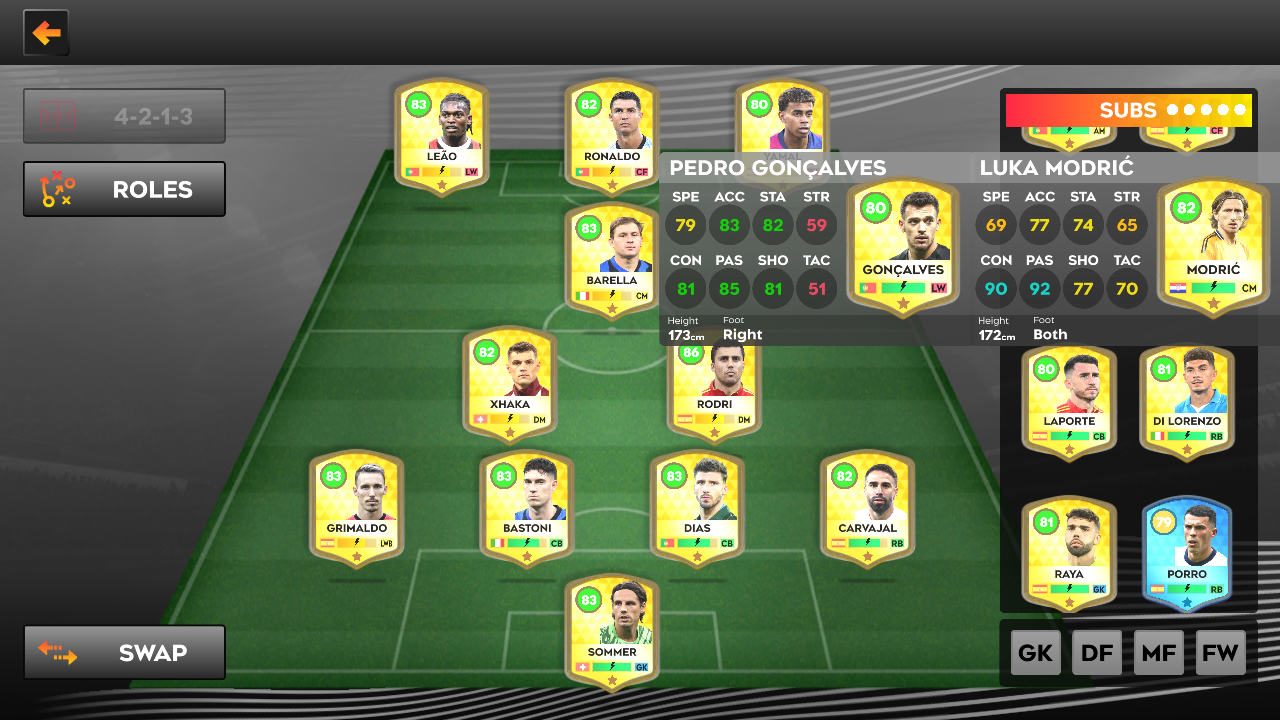 SUBS
4-2-1-3
ROLES
83
LEÃO
LW
82
RONALDO
CF
80
YAMAL
AM
CF
PEDRO GONÇALVES
SPE ACC STA STR
79 83 82 59
CON PAS SHO TAC
81 85 81 51
Height
173cm
Foot
Right
80
GONÇALVES
LW
LUKA MODRIĆ
SPE ACC STA STR
69 77 74 65
CON PAS SHO TAC
90 92 77 70
Height
172cm
Foot
Both
82
MODRIĆ
CM
83
BARELLA
CM
82
XHAKA
DM
86
RODRI
DM
80
LAPORTE
CB
81
DI LORENZO
RB
83
GRIMALDO
LWB
83
BASTONI
CB
83
DIAS
CB
82
CARVAJAL
RB
81
RAYA
GK
79
PORRO
RB
83
SOMMER
GK
SWAP
GK DF MF FW